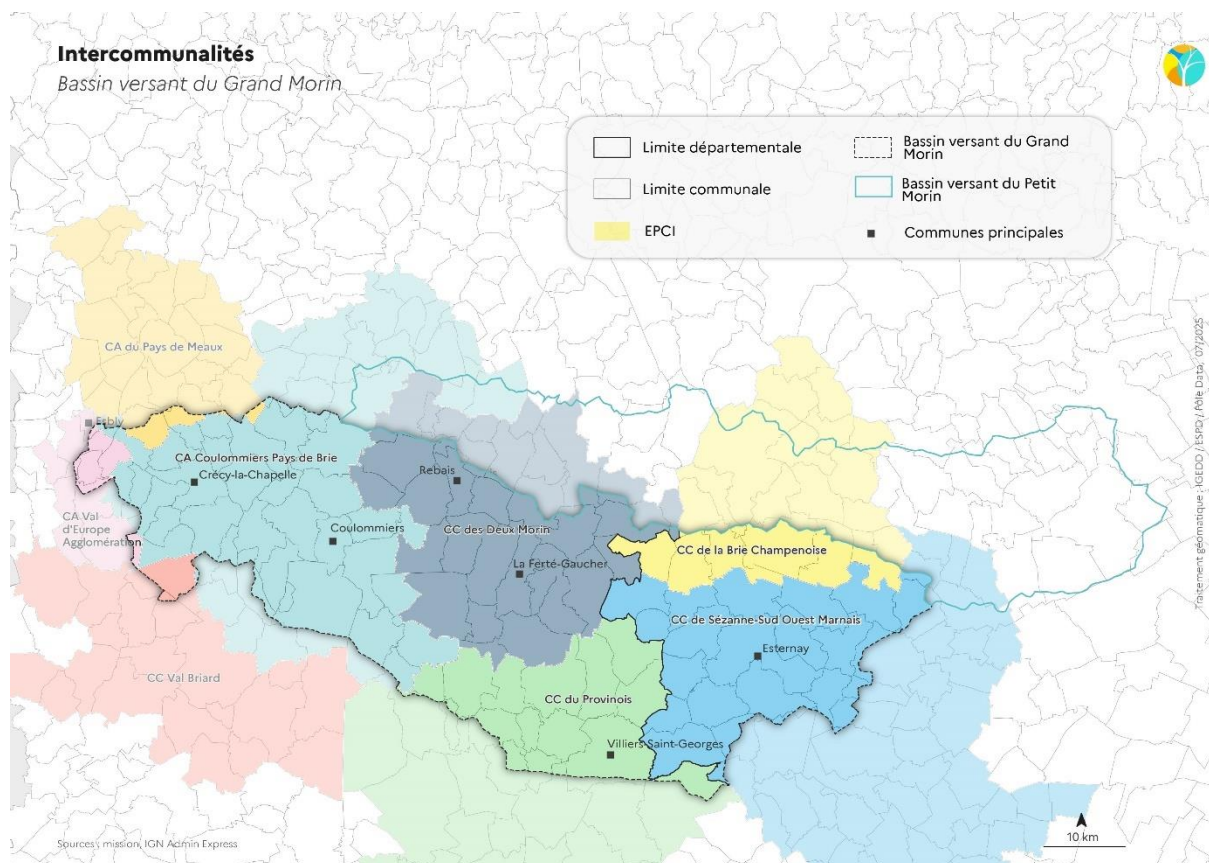 Intercommunalités
Bassin versant du Grand Morin
Limite départementale
Bassin versant du Grand
Morin
Limite communale
Bassin versant du Petit
Morin
EPCI
Communes principales
CA du Pays de Meaux
Esbly
CA Coulommiers Pays de Brie
Crécy-la-Chapelle
Rebais
CA Val
d'Europe
Agglomération
Coulommiers
CC des Deux Morin
CC de la Brie Champenoise
La Ferté-Gaucher
CC de Sézanne-Sud Ouest Marnais
Esternay
CC Val Briard
CC du Provinois
Villiers-Saint-Georges
10 km
Sources : mission, IGN Admin Express
Traitement géomatique : IGEDD / ESPD / Pôle Data, 07/2025